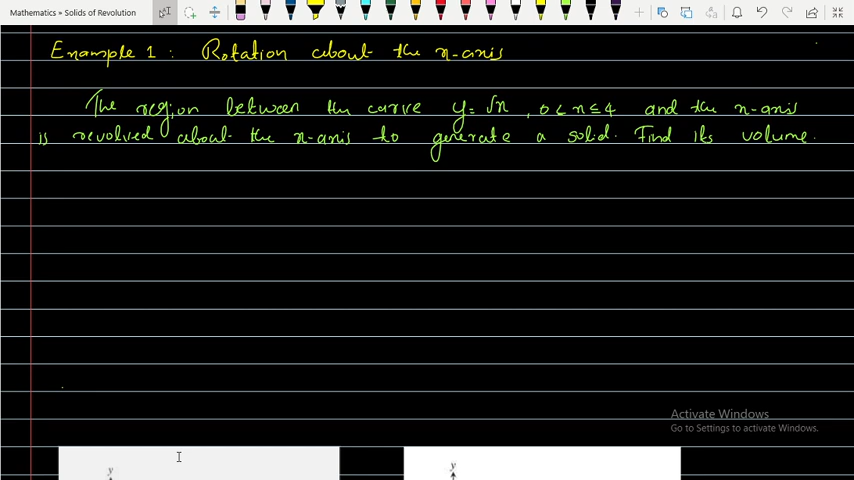 Mathematics » Solids of Revolution
Example 1 : Rotation about the x-axis
The region between the curve y = √x , 0 < x ≤ 4 and the x-axis
is revolved about the x-axis to generate a solid. Find its volume.
Activate Windows
Go to Settings to activate Windows.
y
y